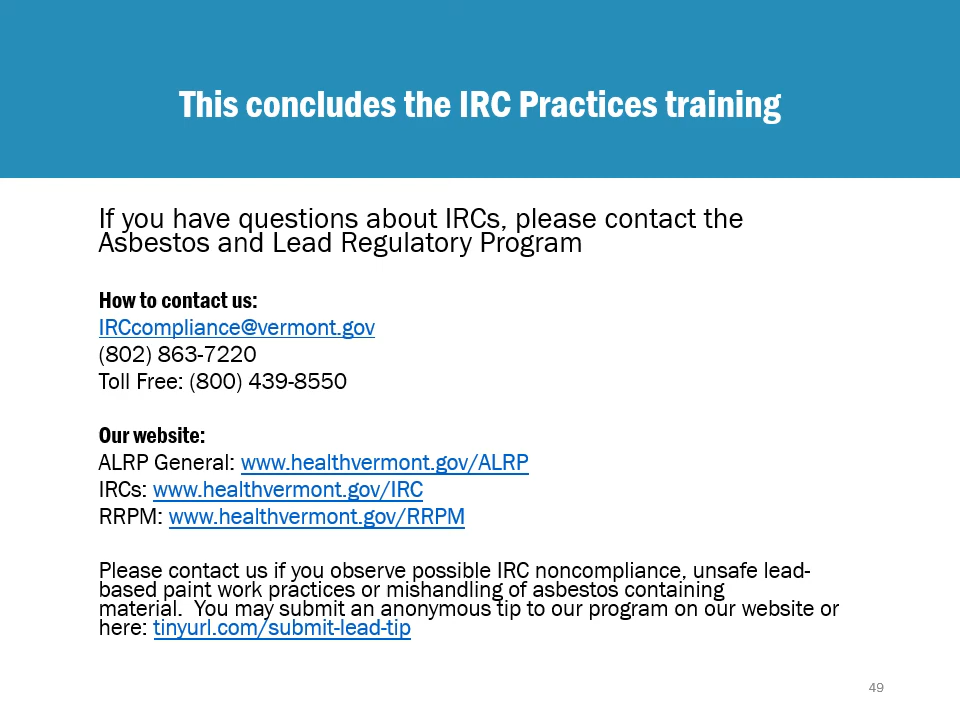 This concludes the IRC Practices training
If you have questions about IRCs, please contact the
Asbestos and Lead Regulatory Program
How to contact us:
IRCcompliance@vermont.gov
(802) 863-7220
Toll Free: (800) 439-8550
Our website:
ALRP General: www.healthvermont.gov/ALRP
IRCs: www.healthvermont.gov/IRC
RRPM: www.healthvermont.gov/RRPM
Please contact us if you observe possible IRC noncompliance, unsafe lead-
based paint work practices or mishandling of asbestos containing
material.  You may submit an anonymous tip to our program on our website or
here: tinyurl.com/submit-lead-tip
49